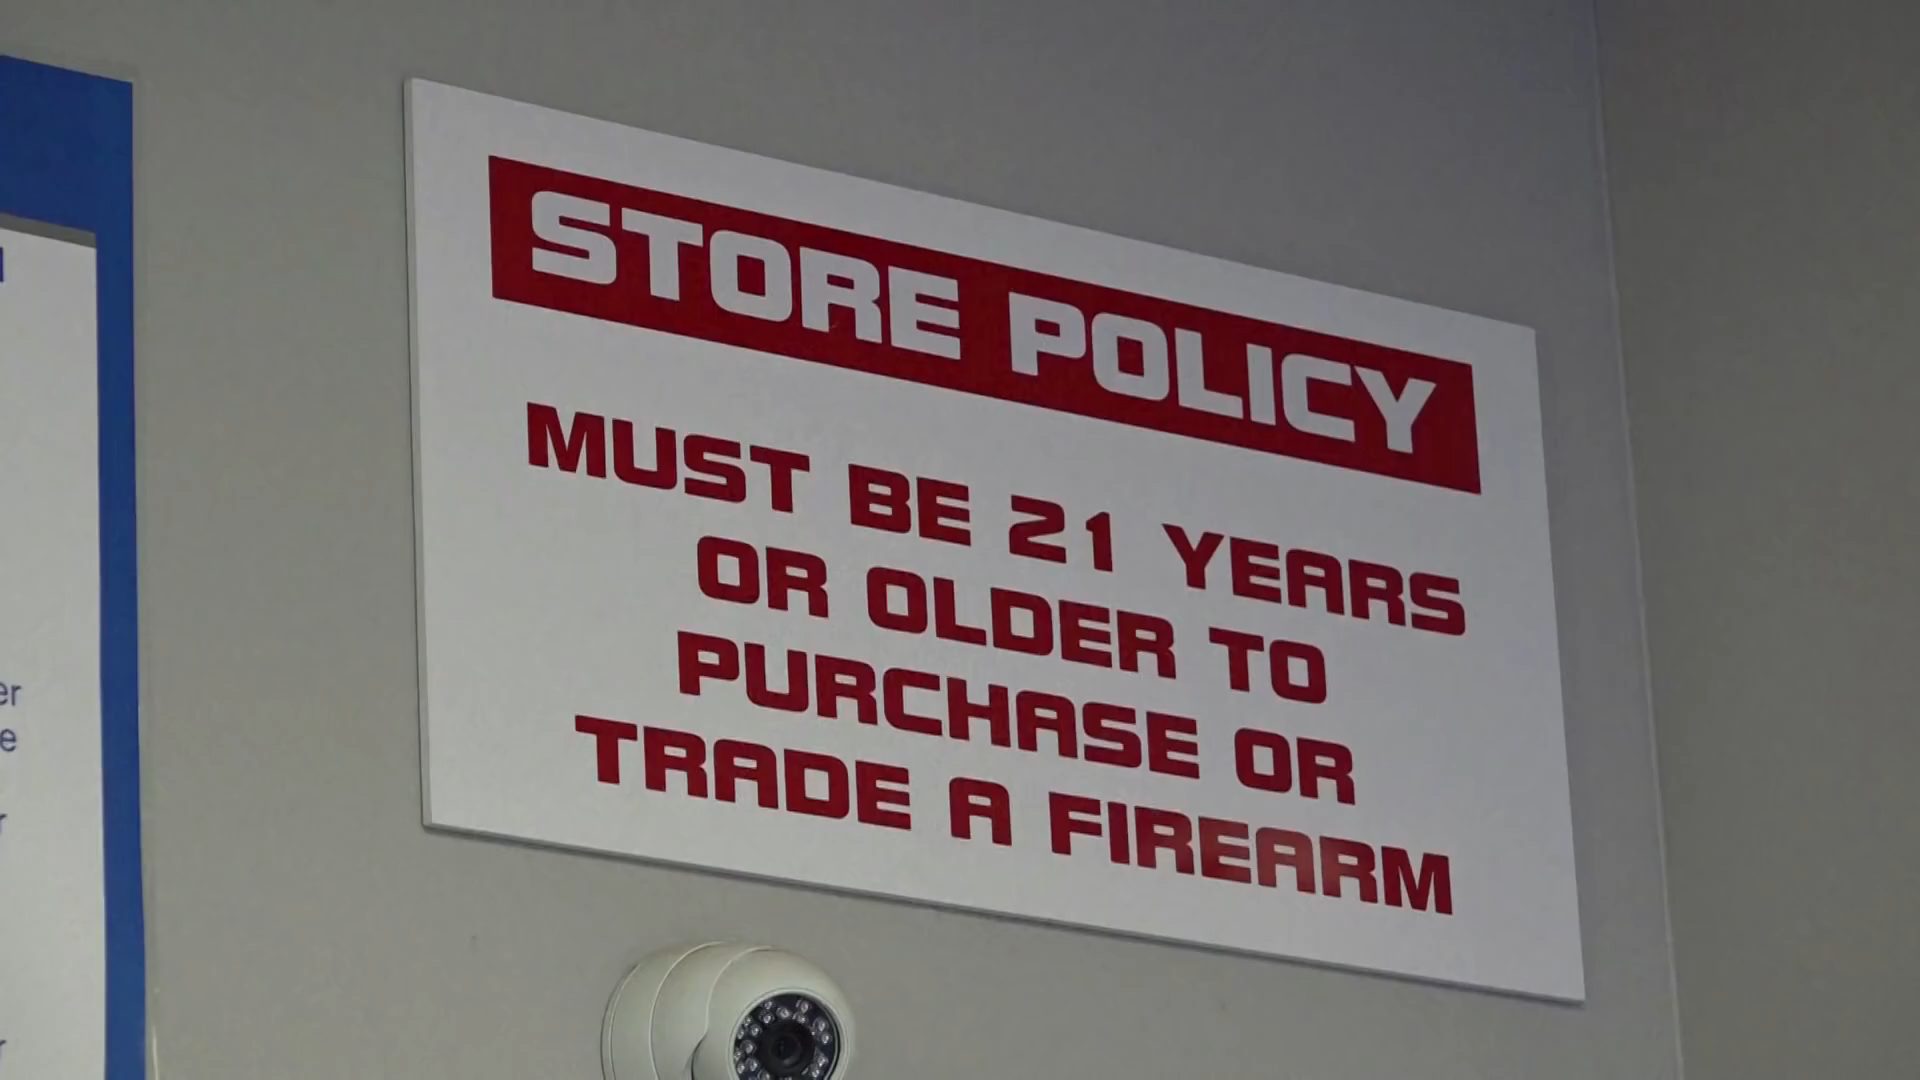 STORE POLICY
MUST BE 21 YEARS
OR OLDER TO
PURCHASE OR
TRADE A FIREARM